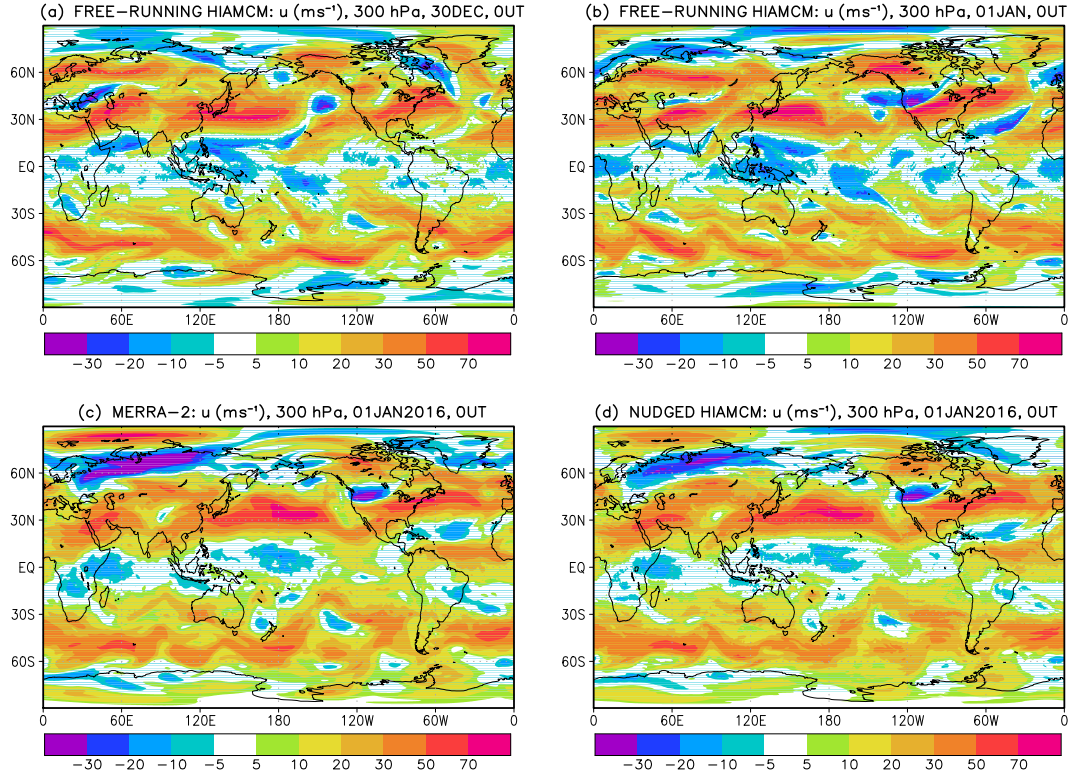 (a) FREE-RUNNING HIAMCM: u (ms⁻¹), 300 hPa, 30DEC, 0UT
60N
30N
EQ
30S
60S
0 60E 120E 180 120W 60W 0
-30 -20 -10 -5 5 10 20 30 50 70
(b) FREE-RUNNING HIAMCM: u (ms⁻¹), 300 hPa, 01JAN, 0UT
60N
30N
EQ
30S
60S
0 60E 120E 180 120W 60W 0
-30 -20 -10 -5 5 10 20 30 50 70
(c) MERRA-2: u (ms⁻¹), 300 hPa, 01JAN2016, 0UT
60N
30N
EQ
30S
60S
0 60E 120E 180 120W 60W 0
-30 -20 -10 -5 5 10 20 30 50 70
(d) NUDGED HIAMCM: u (ms⁻¹), 300 hPa, 01JAN2016, 0UT
60N
30N
EQ
30S
60S
0 60E 120E 180 120W 60W 0
-30 -20 -10 -5 5 10 20 30 50 70